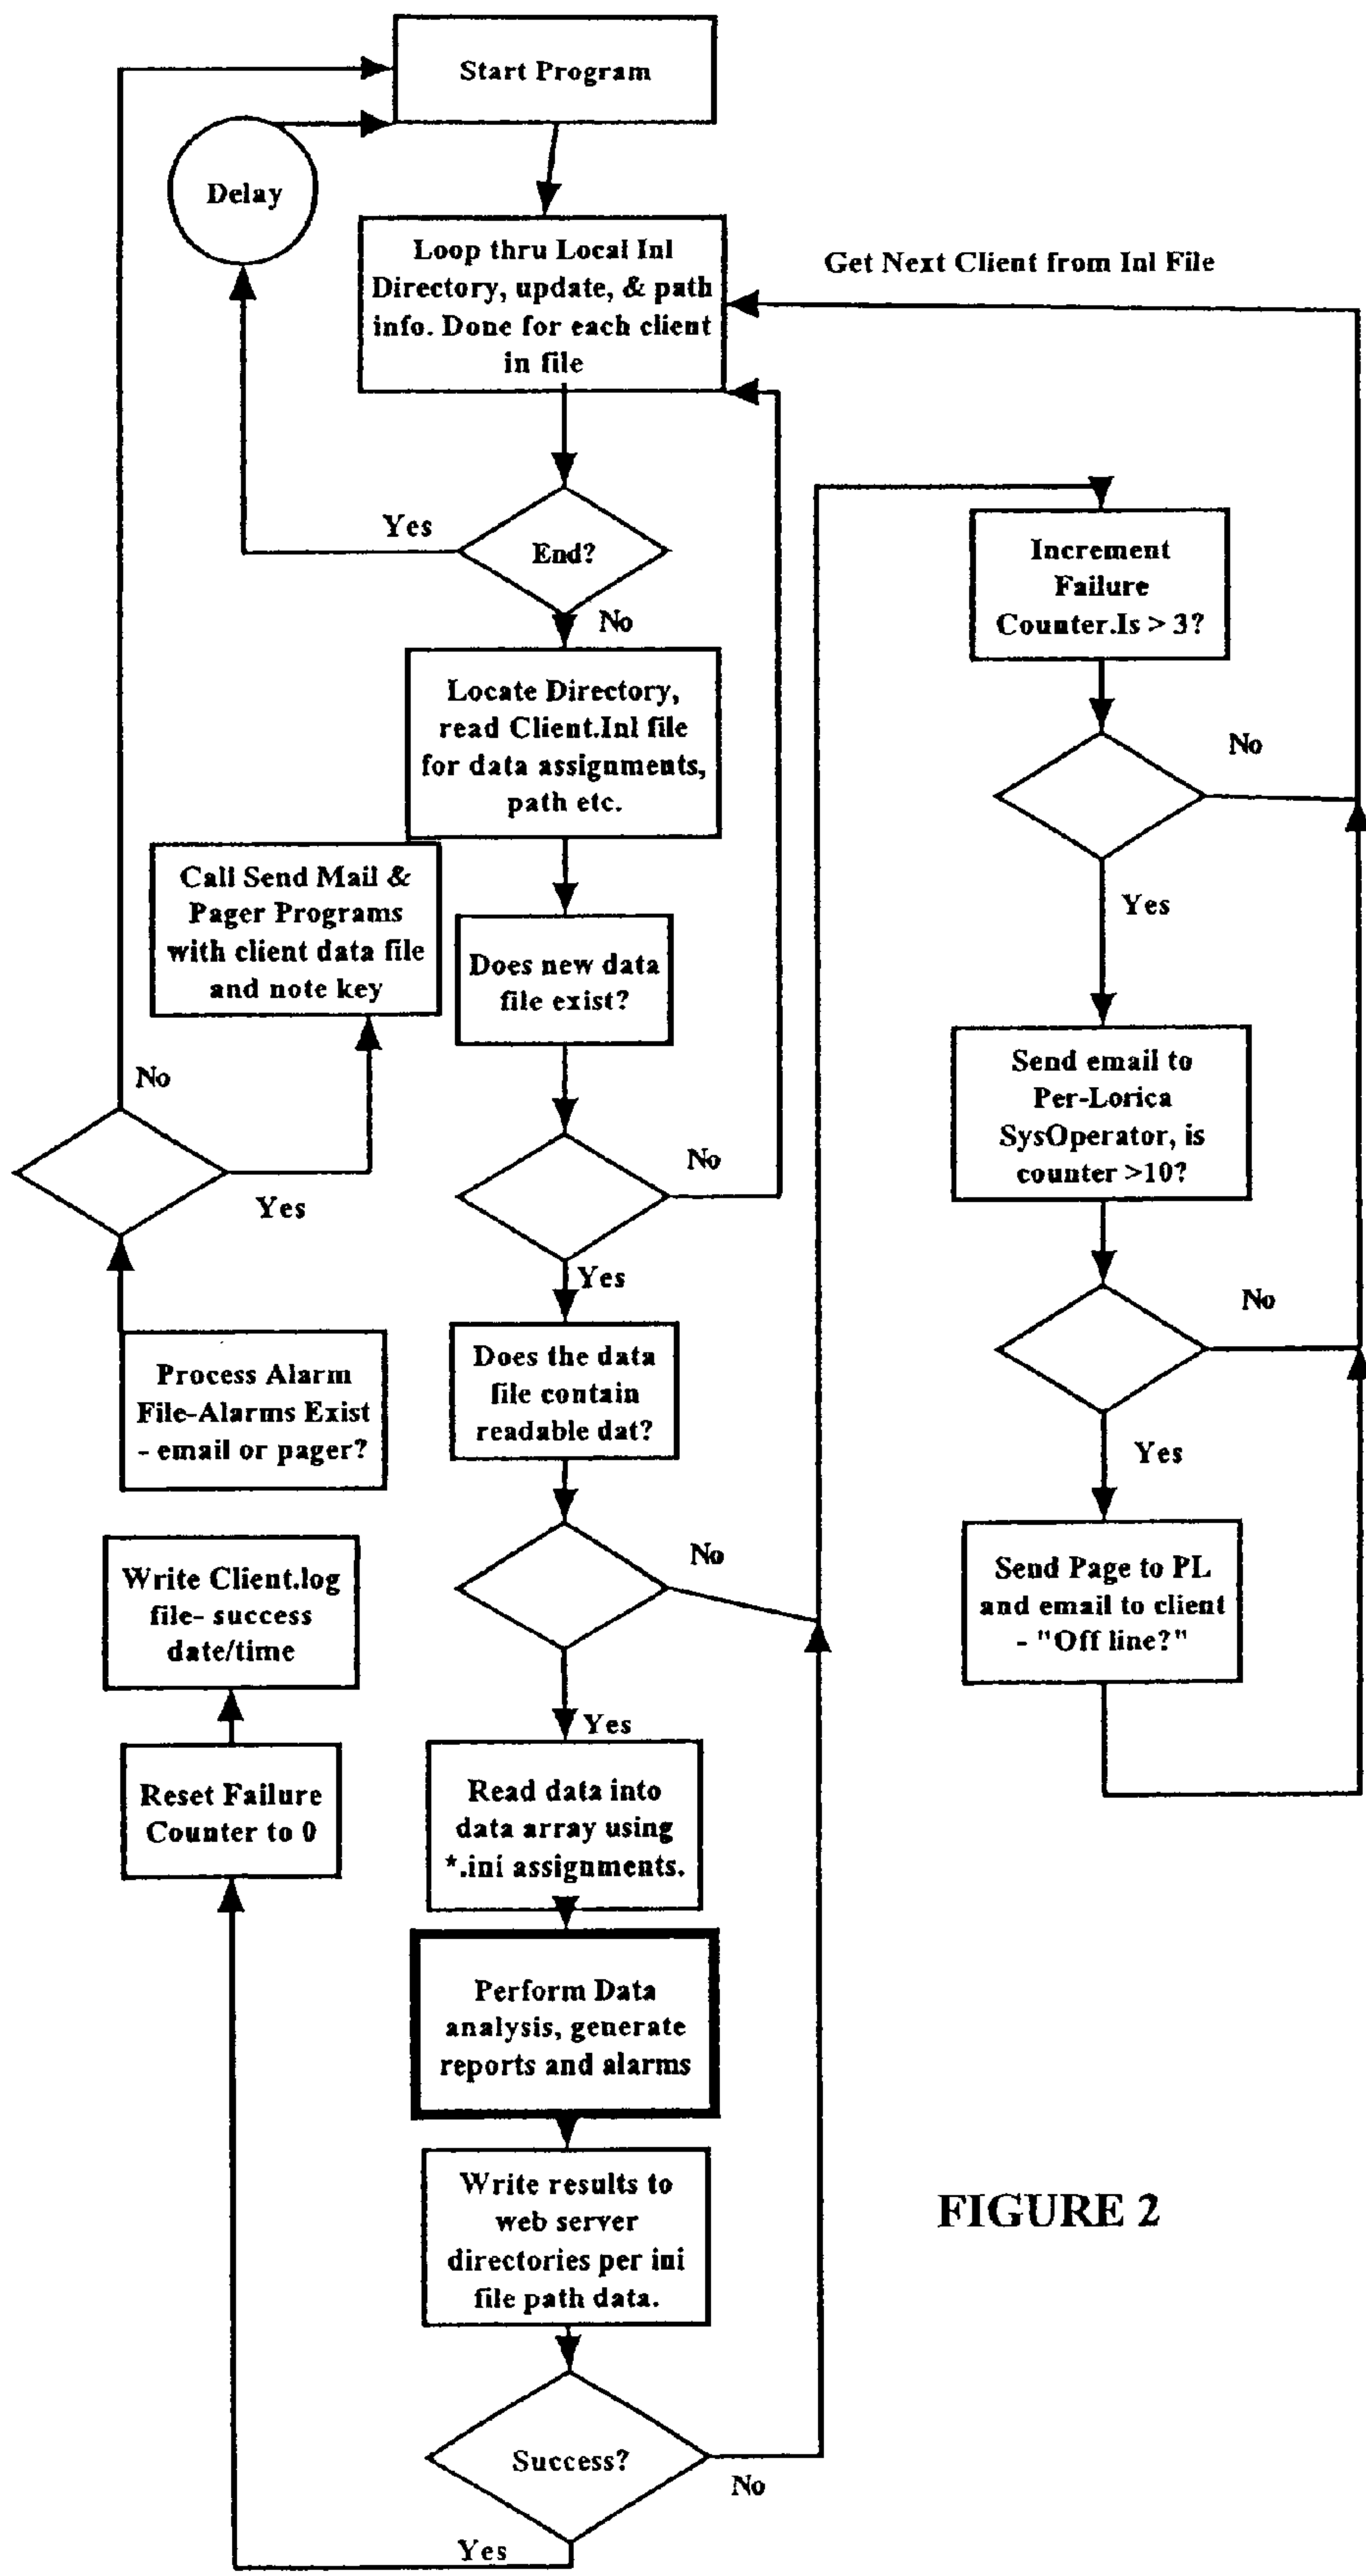 Start Program
Delay
Loop thru Local Inl
Directory, update, & path
info. Done for each client
in file
Get Next Client from Inl File
Yes
End?
No
Increment
Failure
Counter.Is > 3?
Locate Directory,
read Client.Inl file
for data assignments,
path etc.
No
Yes
Call Send Mail &
Pager Programs
with client data file
and note key
Does new data
file exist?
No
Yes
No
Yes
Send email to
Per-Lorica
SysOperator, is
counter >10?
No
Yes
Process Alarm
File-Alarms Exist
- email or pager?
Does the data
file contain
readable dat?
No
Yes
Send Page to PL
and email to client
- "Off line?"
Write Client.log
file- success
date/time
Reset Failure
Counter to 0
Read data into
data array using
*.ini assignments.
Perform Data
analysis, generate
reports and alarms
Write results to
web server
directories per ini
file path data.
FIGURE 2
Success?
No
Yes